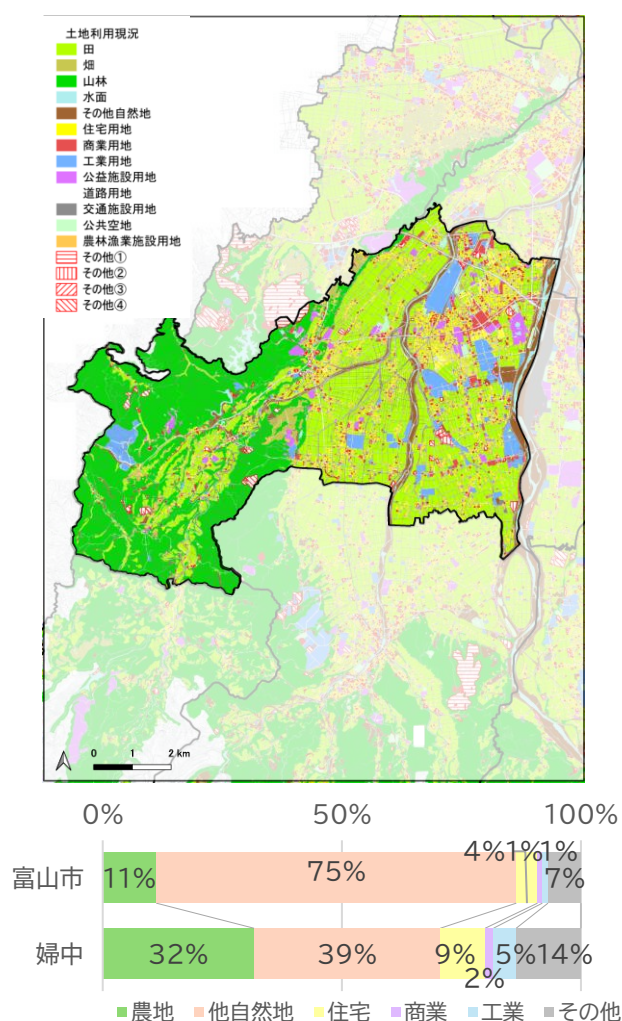 土地利用現況
田
畑
山林
水面
その他自然地
住宅用地
商業用地
工業用地
公益施設用地
道路用地
交通施設用地
公共空地
農林漁業施設用地
その他①
その他②
その他③
その他④
0 1 2 km
0% 50% 100%
富山市 11% 75% 4% 1% 1% 7%
婦中 32% 39% 9% 2% 5% 14%
農地 他自然地 住宅 商業 工業 その他